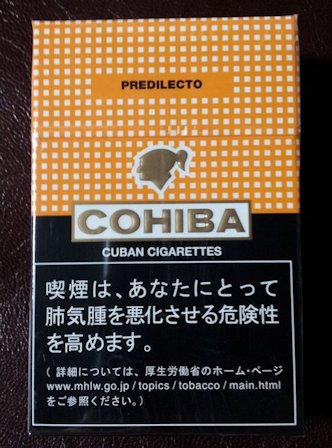 PREDILECTO
COHIBA
CUBAN CIGARETTES
喫煙は、あなたにとって
肺気腫を悪化させる危険性
を高めます。
( 詳細については、厚生労働省のホーム・ページ
www.mhlw.go.jp / topics / tobacco / main.html
をご参照ください。)